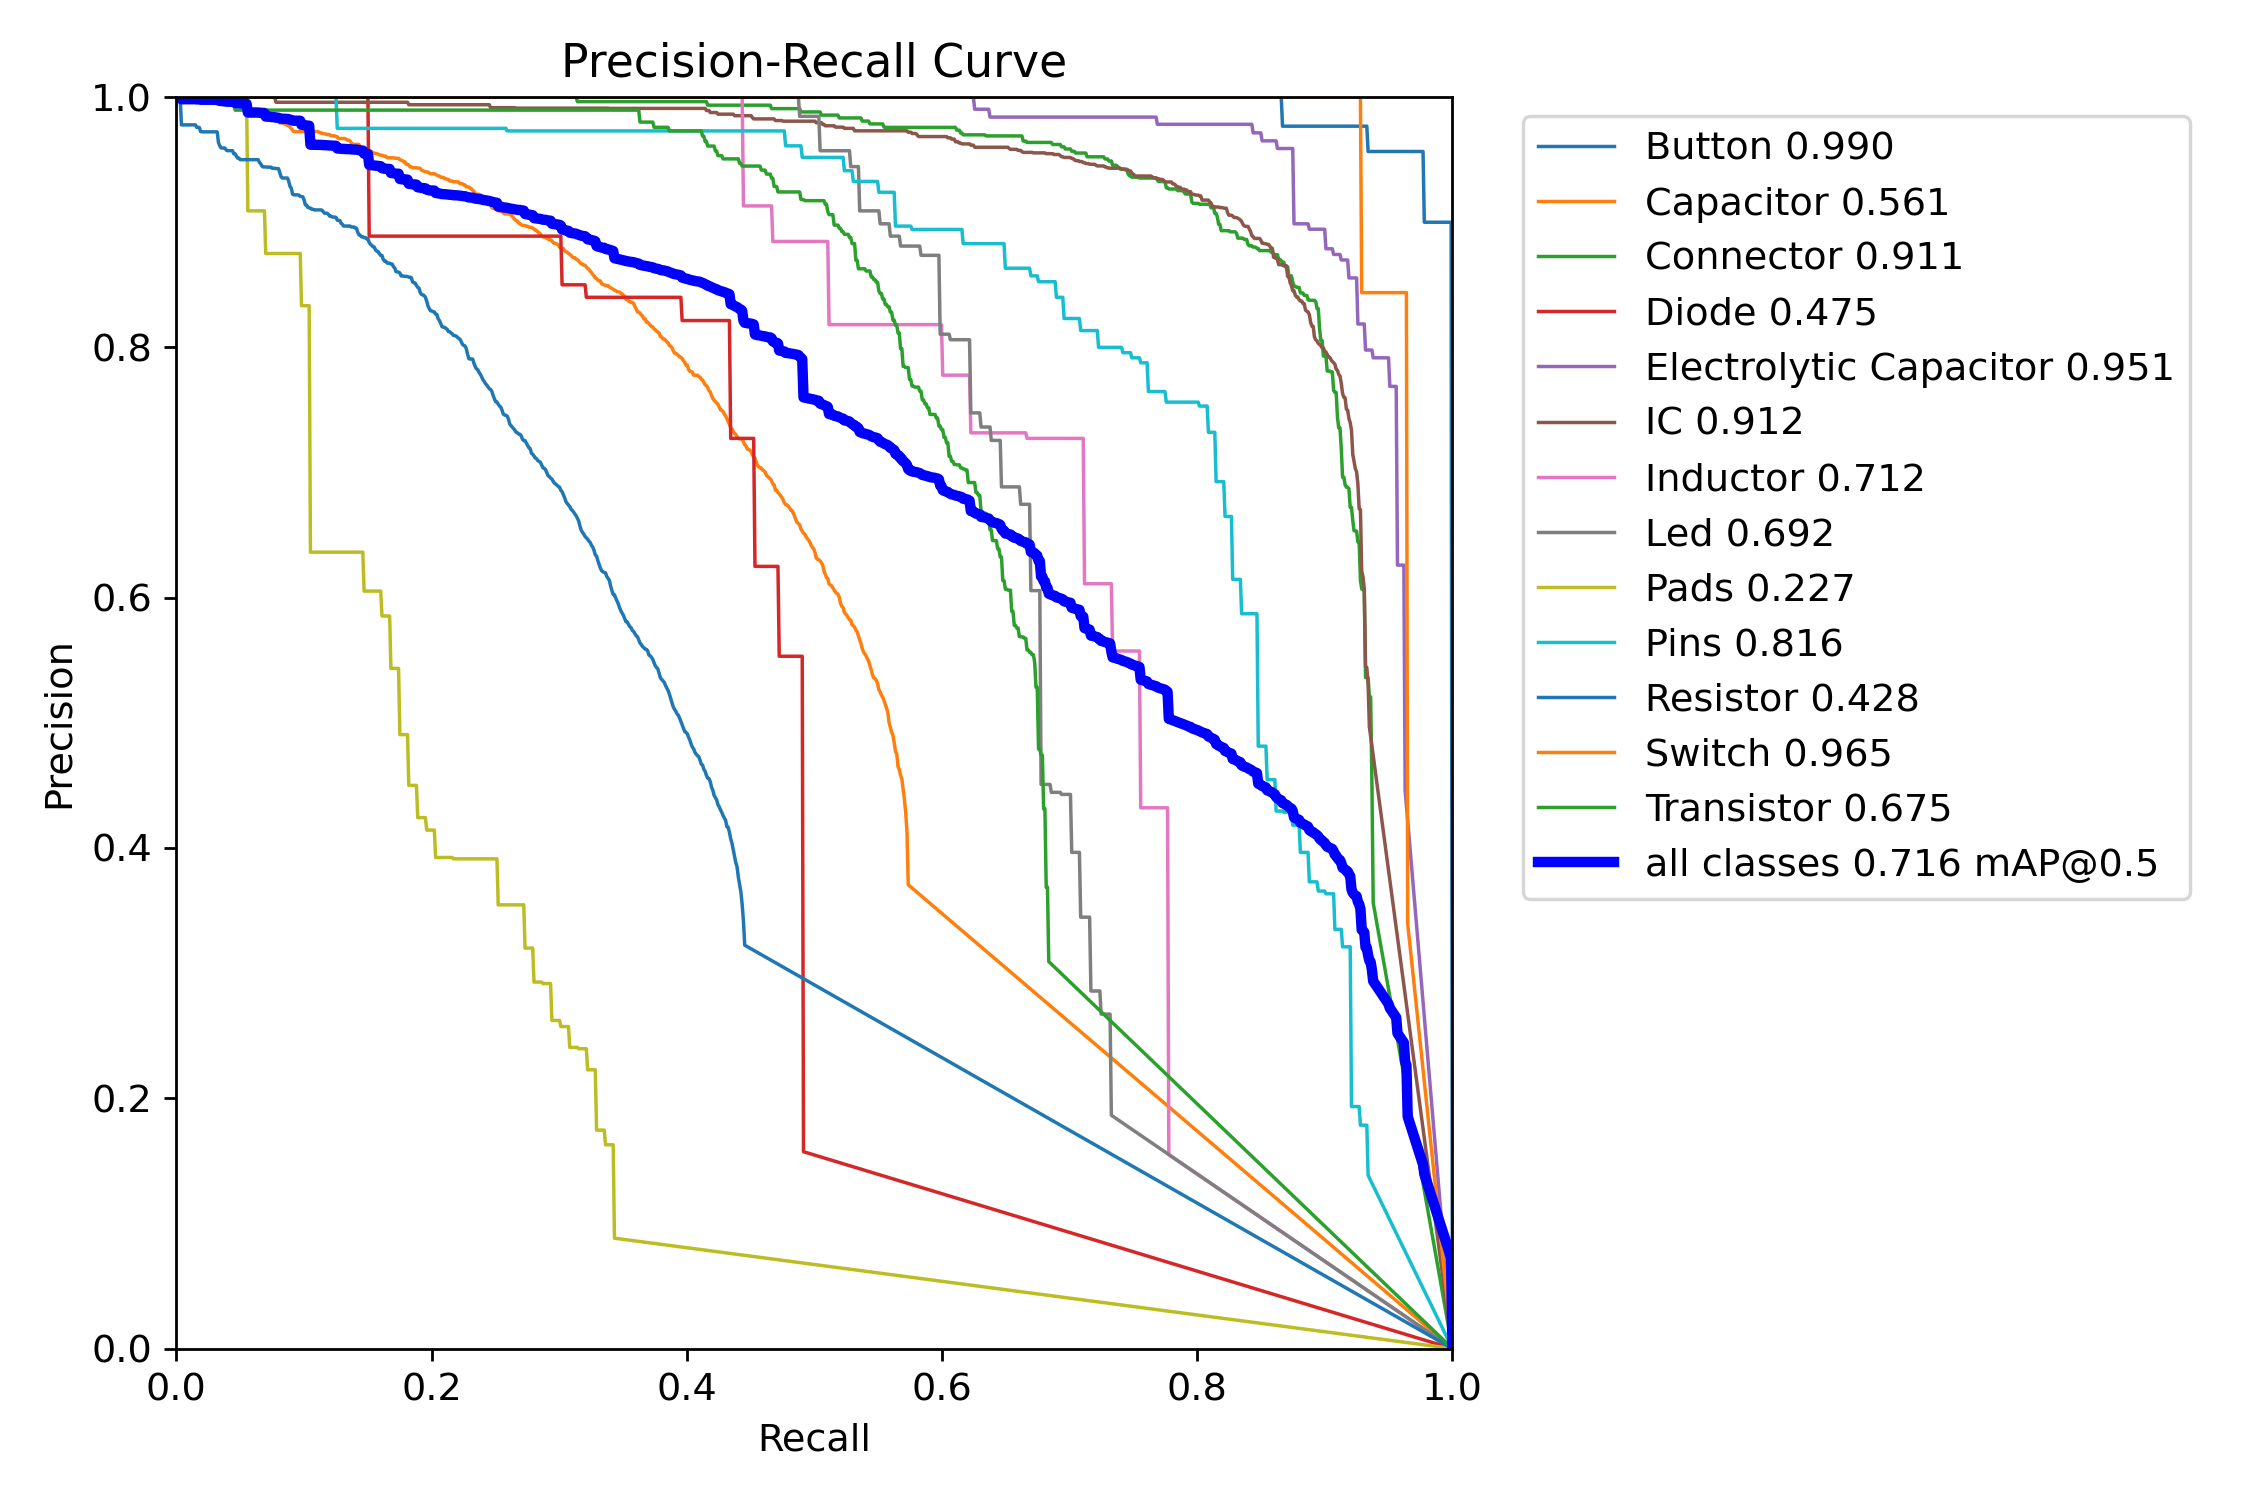 Precision-Recall Curve
1.0
0.8
0.6
0.4
0.2
0.0
Precision
0.0 0.2 0.4 0.6 0.8 1.0
Recall
Button 0.990
Capacitor 0.561
Connector 0.911
Diode 0.475
Electrolytic Capacitor 0.951
IC 0.912
Inductor 0.712
Led 0.692
Pads 0.227
Pins 0.816
Resistor 0.428
Switch 0.965
Transistor 0.675
all classes 0.716 mAP@0.5